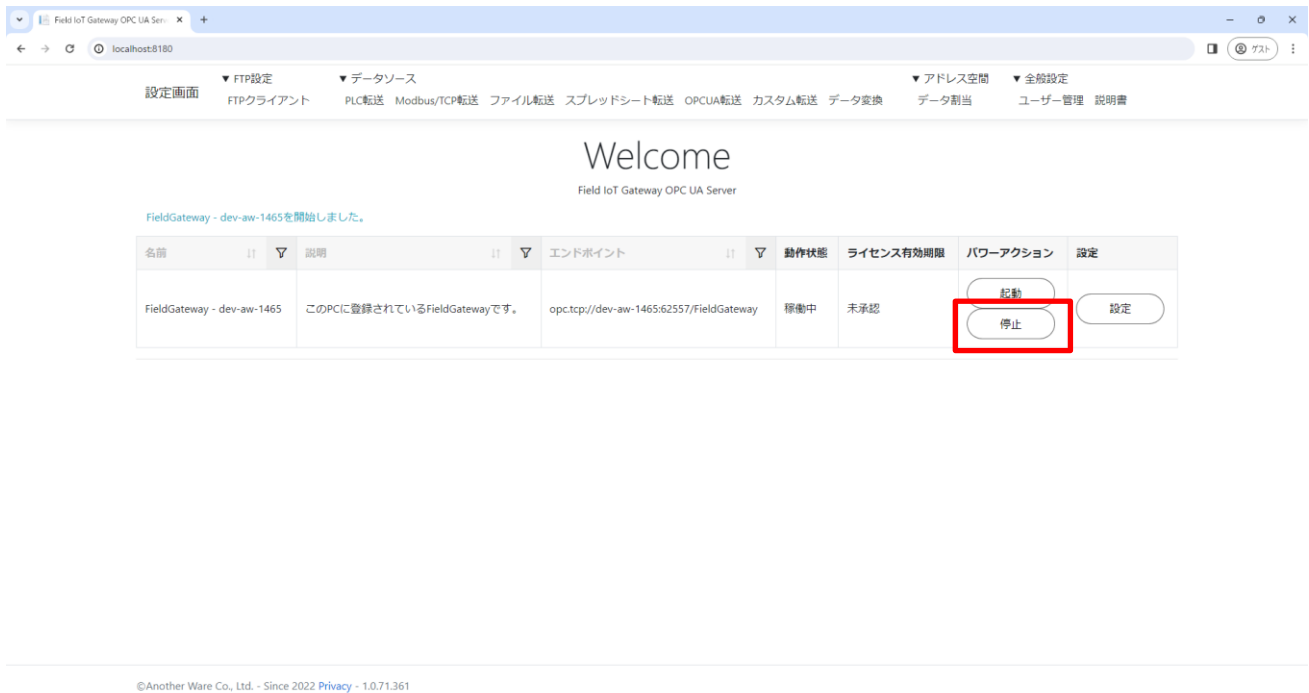 Field IoT Gateway OPC UA Serv
localhost:8180
ゲスト
設定画面
▼ FTP設定 ▼ データソース ▼ アドレス空間 ▼ 全般設定
FTPクライアント PLC転送 Modbus/TCP転送 ファイル転送 スプレッドシート転送 OPCUA転送 カスタム転送 データ変換 データ割当 ユーザー管理 説明書
Welcome
Field IoT Gateway OPC UA Server
FieldGateway - dev-aw-1465を開始しました。
名前 説明 エンドポイント 動作状態 ライセンス有効期限 パワーアクション 設定
起動
FieldGateway - dev-aw-1465 このPCに登録されているFieldGatewayです。 opc.tcp://dev-aw-1465:62557/FieldGateway 稼働中 未承認 設定
停止
©Another Ware Co., Ltd. - Since 2022 Privacy - 1.0.71.361